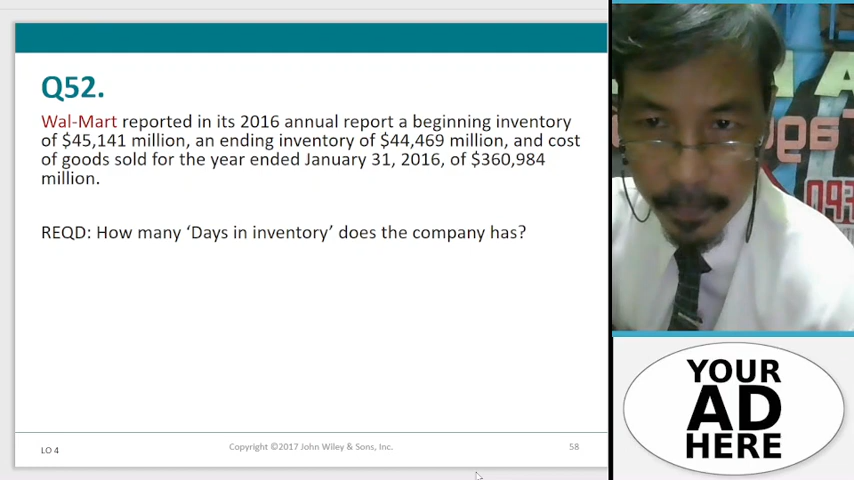 Q52.
Wal-Mart reported in its 2016 annual report a beginning inventory
of $45,141 million, an ending inventory of $44,469 million, and cost
of goods sold for the year ended January 31, 2016, of $360,984
million.
REQD: How many ‘Days in inventory’ does the company has?
LO 4
Copyright ©2017 John Wiley & Sons, Inc.
58
YOUR
AD
HERE